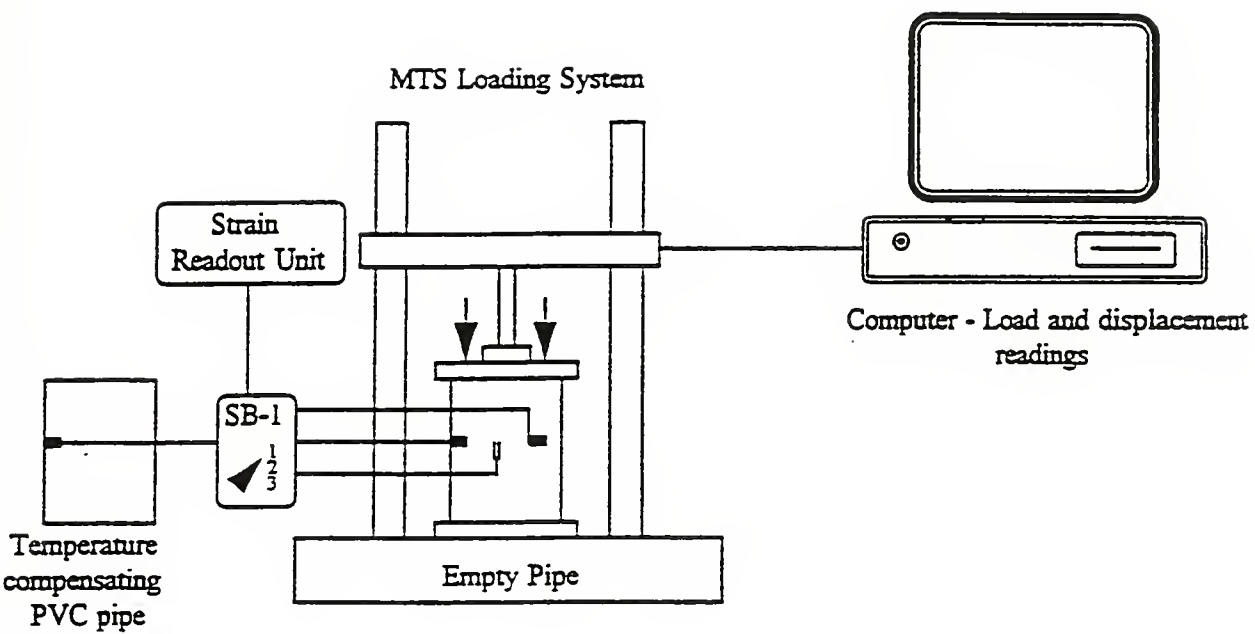 MTS Loading System
Strain
Readout Unit
Computer - Load and displacement
readings
SB-1
1
2
3
Temperature
compensating
PVC pipe
Empty Pipe